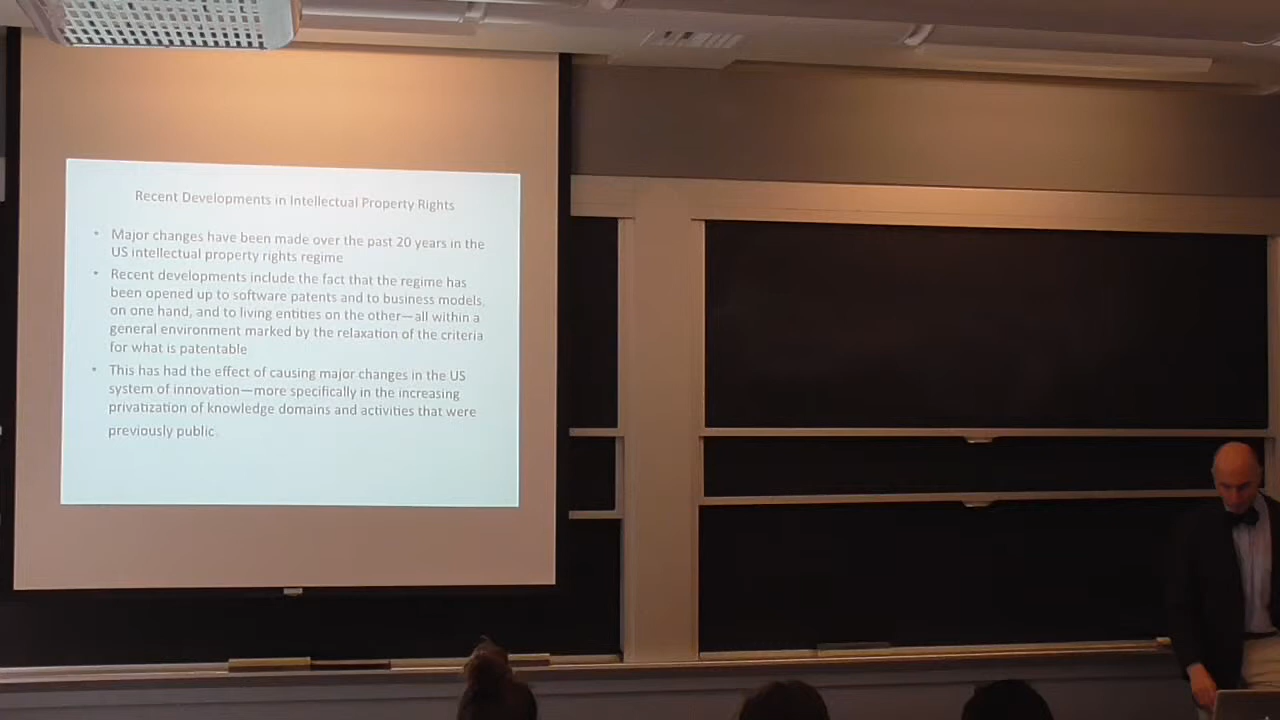 Recent Developments in Intellectual Property Rights
• Major changes have been made over the past 20 years in the
US intellectual property rights regime
• Recent developments include the fact that the regime has
been opened up to software patents and to business models,
on one hand, and to living entities on the other—all within a
general environment marked by the relaxation of the criteria
for what is patentable
• This has had the effect of causing major changes in the US
system of innovation—more specifically in the increasing
privatization of knowledge domains and activities that were
previously public.